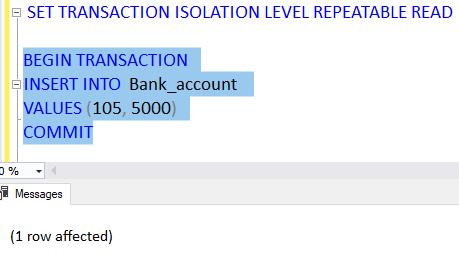 SET TRANSACTION ISOLATION LEVEL REPEATABLE READ
BEGIN TRANSACTION
INSERT INTO Bank_account
VALUES (105, 5000)
COMMIT
0 %
Messages
(1 row affected)